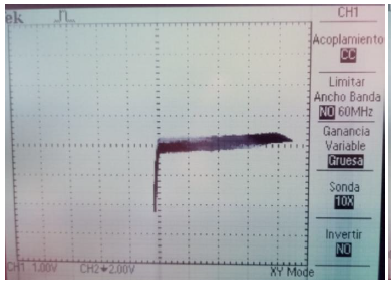 ek
CH1
Acoplamiento
CC
Limitar
Ancho Banda
NO 60MHz
Ganancia
Variable
Gruesa
Sonda
10X
Invertir
NO
CH1 1.00V CH2 2.00V XY Mode